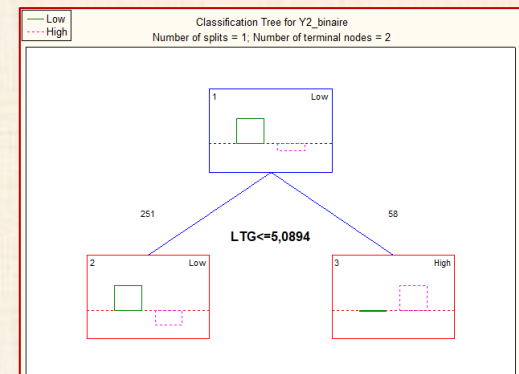 Low
High
Classification Tree for Y2_binaire
Number of splits = 1; Number of terminal nodes = 2
1 Low
251
58
LTG<=5,0894
2 Low
3 High